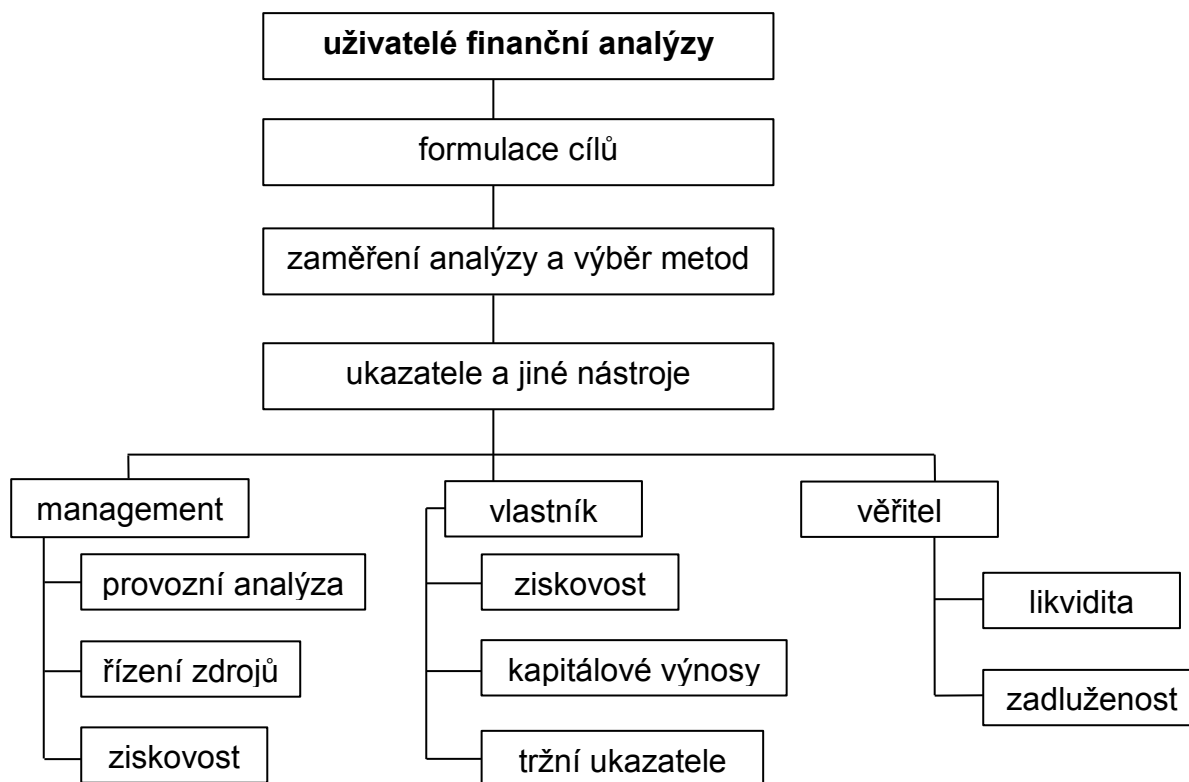 uživatelé finanční analýzy
formulace cílů
zaměření analýzy a výběr metod
ukazatele a jiné nástroje
management
provozní analýza
řízení zdrojů
ziskovost
vlastník
ziskovost
kapitálové výnosy
tržní ukazatele
věřitel
likvidita
zadluženost